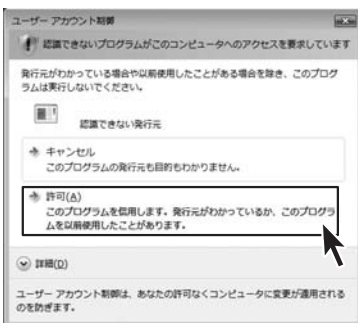 ユーザー アカウント制御
認識できないプログラムがこのコンピュータへのアクセスを要求しています
発行元がわかっている場合や以前使用したことがある場合を除き、このプログ
ラムは実行しないでください。
認識できない発行元
キャンセル
このプログラムの発行元も目的もわかりません。
許可(A)
このプログラムを信用します。発行元がわかっているか、このプログラ
ムを以前使用したことがあります。
詳細(D)
ユーザー アカウント制御は、あなたの許可なくコンピュータに変更が適用される
のを防ぎます。